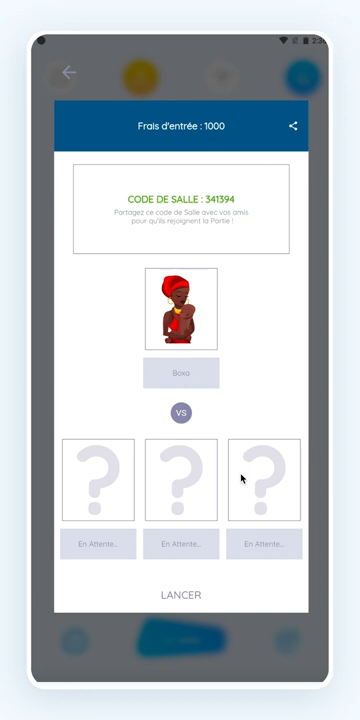 Frais d'entrée : 1000
CODE DE SALLE : 341394
Partagez ce code de Salle avec vos amis
pour qu'ils rejoignent la Partie !
Boxo
VS
? ? ?
En Attente... En Attente... En Attente...
LANCER